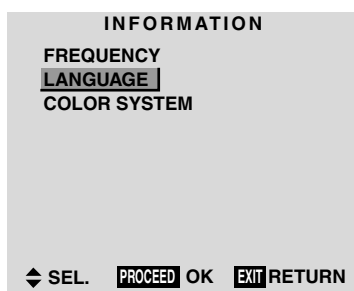 INFORMATION
FREQUENCY
LANGUAGE
COLOR SYSTEM
SEL. PROCEED OK EXIT RETURN